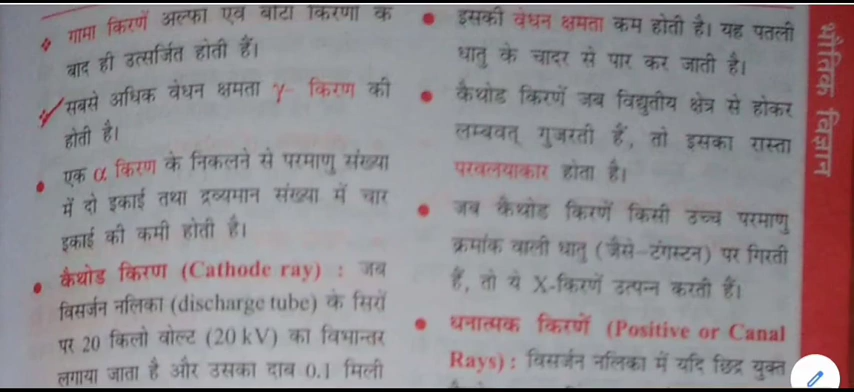 गामा किरणें अल्फा एवं बीटा किरणों के
बाद ही उत्सर्जित होती हैं।
सबसे अधिक वेधन क्षमता γ- किरण की
होती है।
एक α किरण के निकलने से परमाणु संख्या
में दो इकाई तथा द्रव्यमान संख्या में चार
इकाई की कमी होती है।
कैथोड किरण (Cathode ray) : जब
विसर्जन नलिका (discharge tube) के सिरों
पर 20 किलो वोल्ट (20 kV) का विभान्तर
लगाया जाता है और उसका दाब 0.1 मिली
इसकी वेधन क्षमता कम होती है। यह पतली
धातु के चादर से पार कर जाती है।
कैथोड किरणें जब विद्युतीय क्षेत्र से होकर
लम्बवत् गुजरती हैं, तो इसका रास्ता
परवलयाकार होता है।
जब कैथोड किरणें किसी उच्च परमाणु
क्रमांक वाली धातु (जैसे-टंगस्टन) पर गिरती
हैं, तो ये X-किरणें उत्पन्न करती हैं।
धनात्मक किरणें (Positive or Canal
Rays) : विसर्जन नलिका में यदि छिद्र युक्त
भौतिक विज्ञान